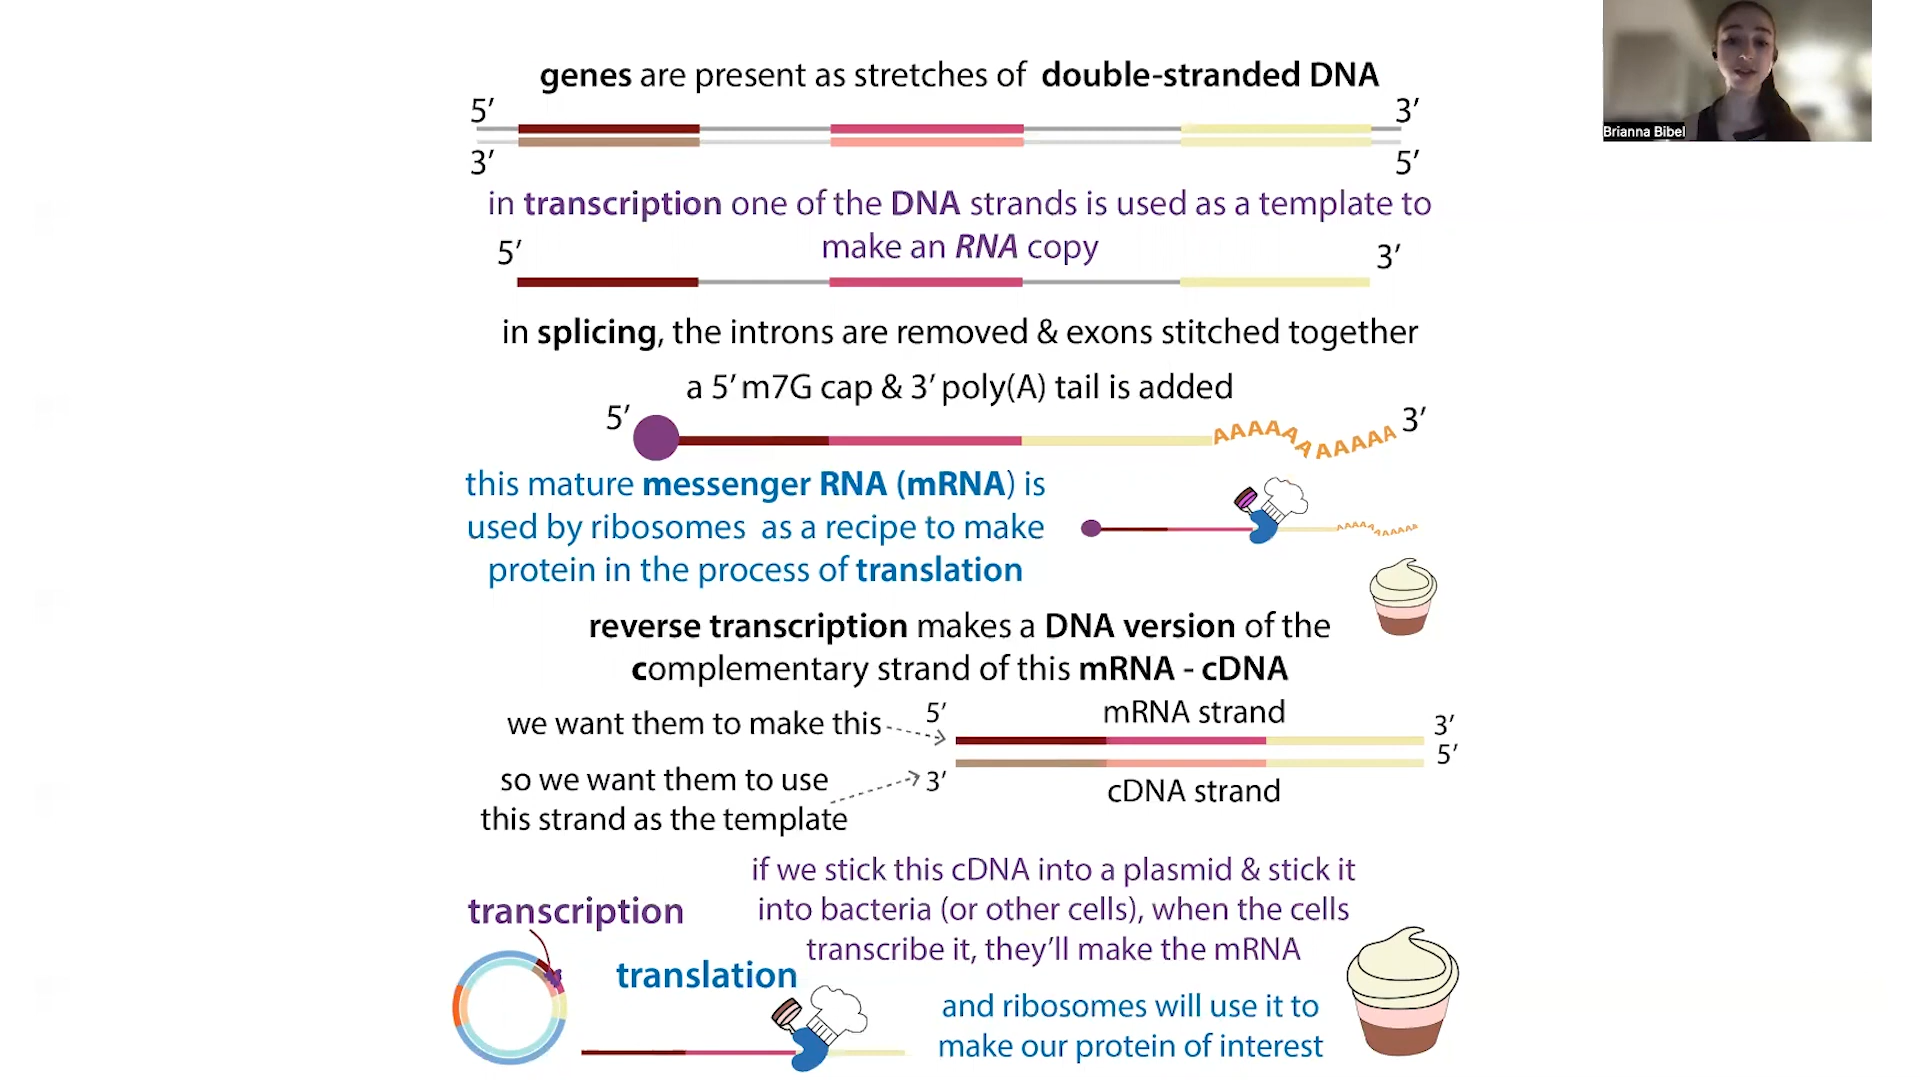 Brianna Bibel
genes are present as stretches of double-stranded DNA
5’ 3’
3’ 5’
in transcription one of the DNA strands is used as a template to
make an RNA copy
5’ 3’
in splicing, the introns are removed & exons stitched together
a 5’ m7G cap & 3’ poly(A) tail is added
5’ AAAAAAAAAAA 3’
this mature messenger RNA (mRNA) is
used by ribosomes as a recipe to make
protein in the process of translation
AAAAAAAAAAA
reverse transcription makes a DNA version of the
complementary strand of this mRNA - cDNA
we want them to make this 5’ mRNA strand 3’
5’
so we want them to use 3’ cDNA strand
this strand as the template
if we stick this cDNA into a plasmid & stick it
into bacteria (or other cells), when the cells
transcribe it, they’ll make the mRNA
transcription
translation
and ribosomes will use it to
make our protein of interest